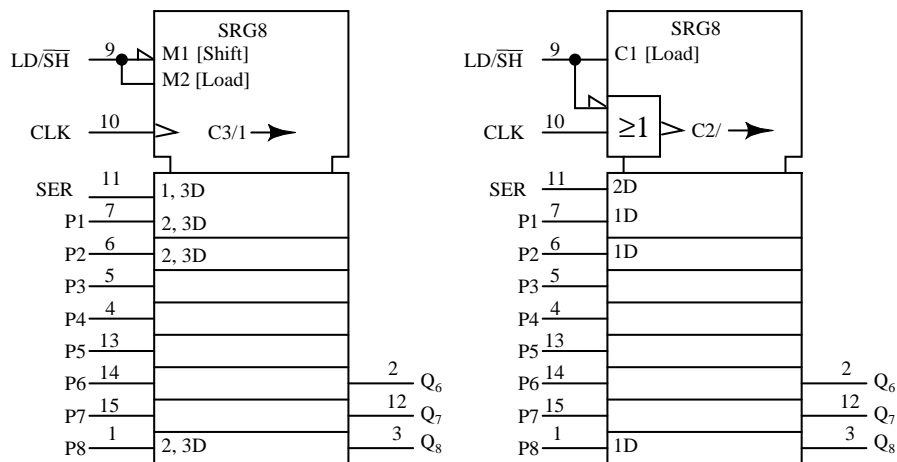 SRG8
LD/SH 9 M1 [Shift]
M2 [Load]
CLK 10 C3/1
SER 11 1, 3D
P1 7 2, 3D
P2 6 2, 3D
P3 5
P4 4
P5 13
P6 14 2 Q6
P7 15 12 Q7
P8 1 2, 3D 3 Q8
SRG8
LD/SH 9 C1 [Load]
CLK 10 ≥1 C2/
SER 11 2D
P1 7 1D
P2 6 1D
P3 5
P4 4
P5 13
P6 14 2 Q6
P7 15 12 Q7
P8 1 1D 3 Q8